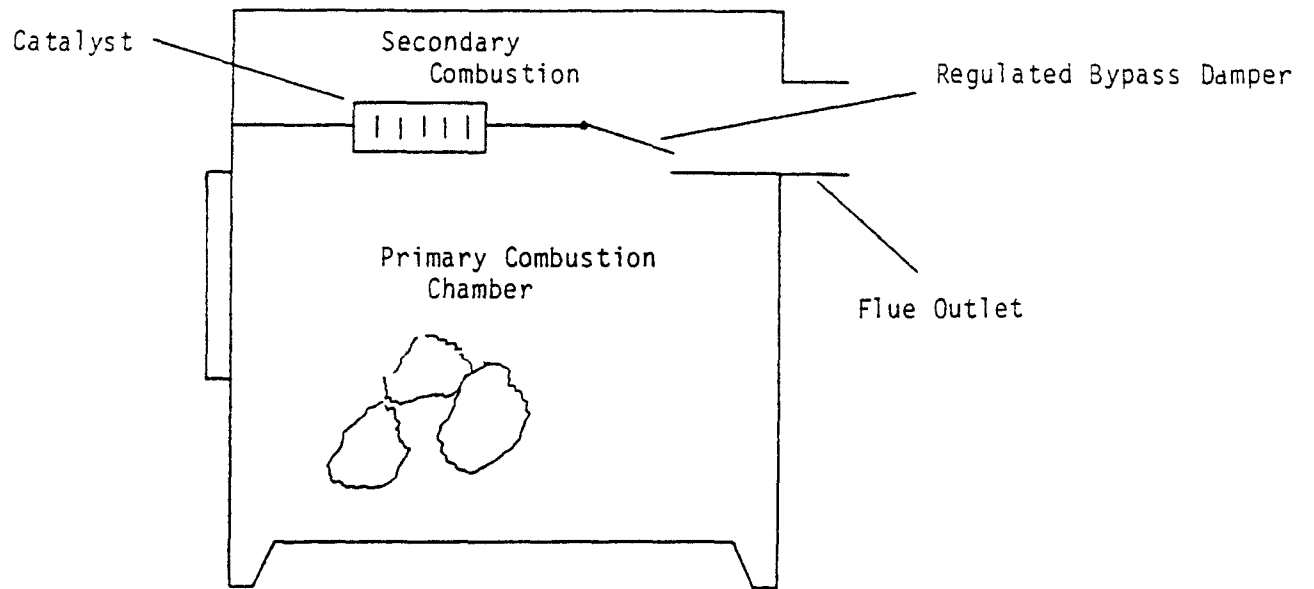 Catalyst
Secondary
Combustion
Regulated Bypass Damper
Primary Combustion
Chamber
Flue Outlet